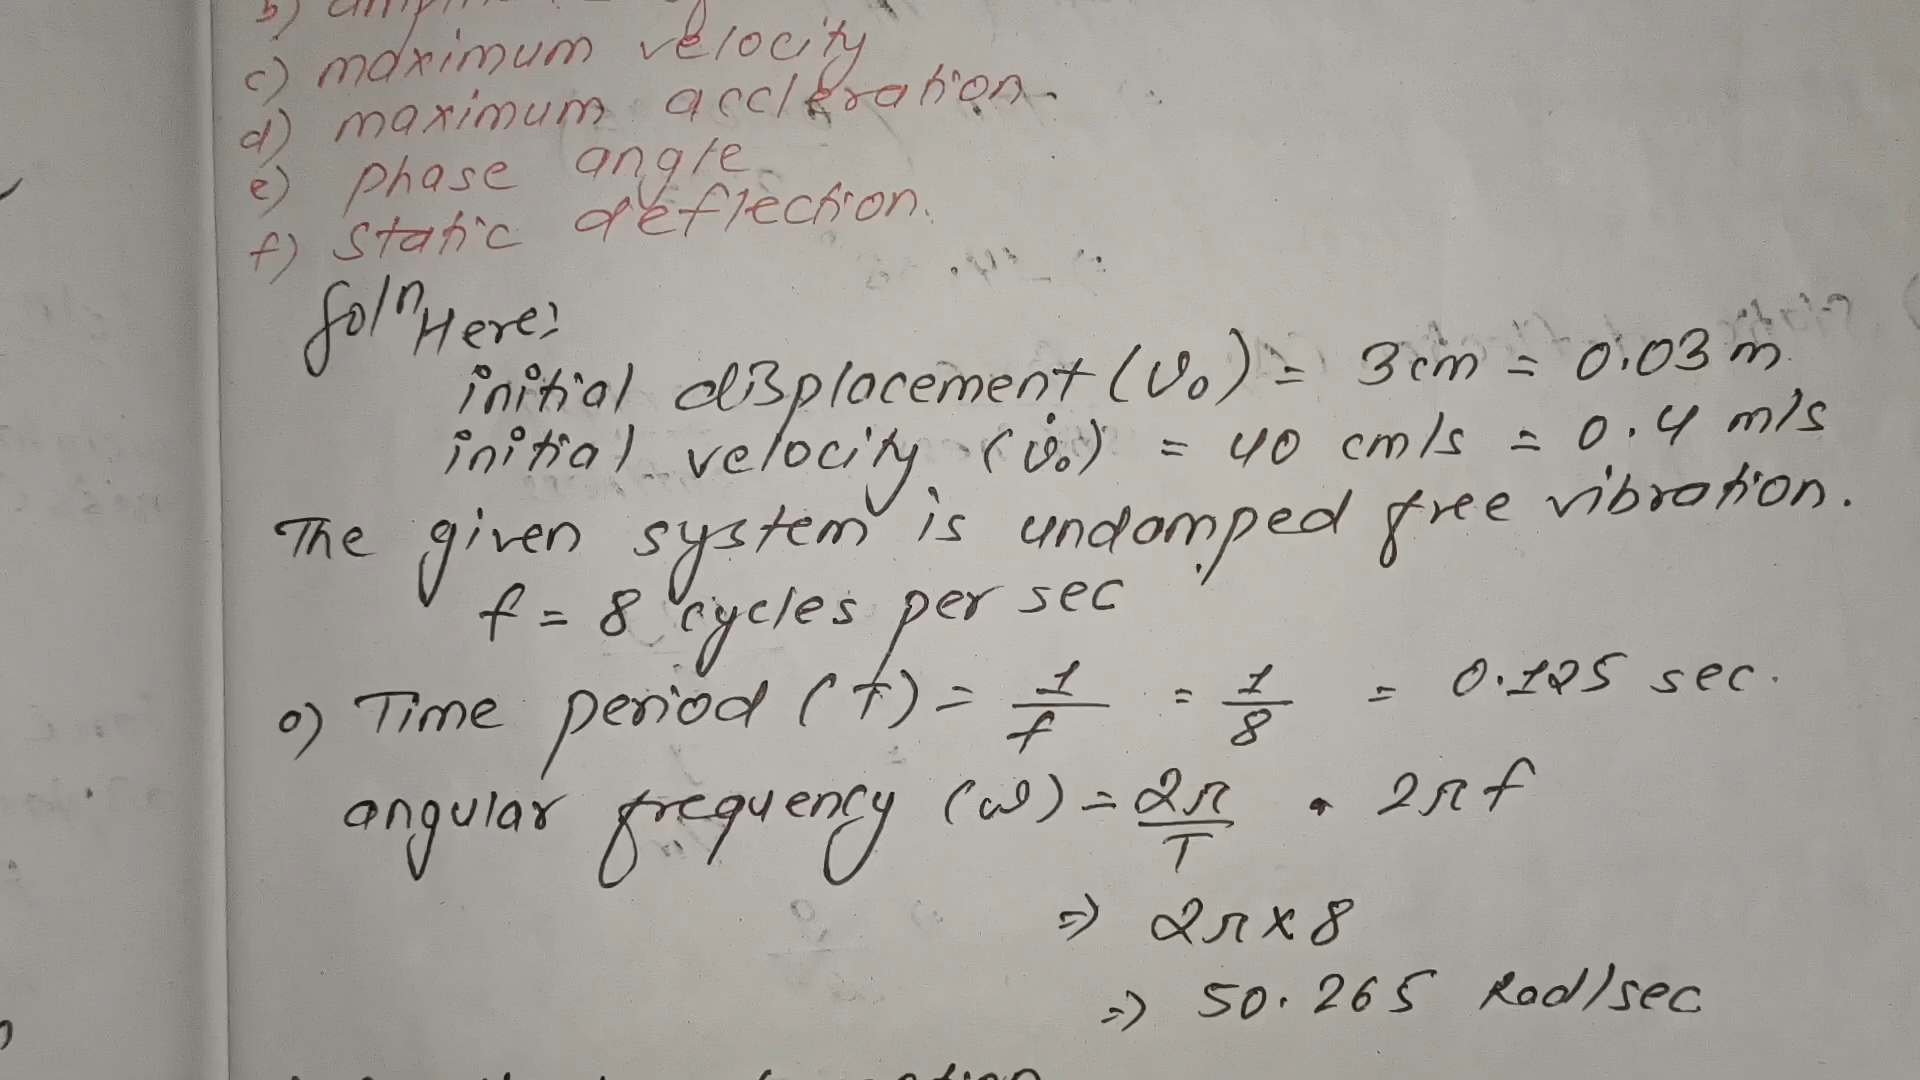 b)
c) maximum velocity
d) maximum accleration.
e) phase angle
f) static deflection.
Solⁿ Here:
initial displacement (v₀) = 3 cm = 0.03 m
initial velocity (v̇₀) = 40 cm/s = 0.4 m/s
The given system is undamped free vibration.
f = 8 cycles per sec
a) Time period (T) = 1/f = 1/8 = 0.125 sec.
angular frequency (ω) = 2π/T = 2πf
⇒ 2π × 8
⇒ 50.265 Rad/sec